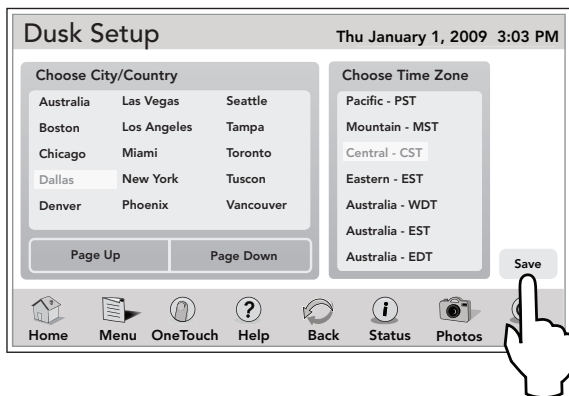 Dusk Setup
Thu January 1, 2009 3:03 PM
Choose City/Country
Australia Las Vegas Seattle
Boston Los Angeles Tampa
Chicago Miami Toronto
Dallas New York Tuscon
Denver Phoenix Vancouver
Page Up Page Down
Choose Time Zone
Pacific - PST
Mountain - MST
Central - CST
Eastern - EST
Australia - WDT
Australia - EST
Australia - EDT
Save
Home Menu OneTouch Help Back Status Photos